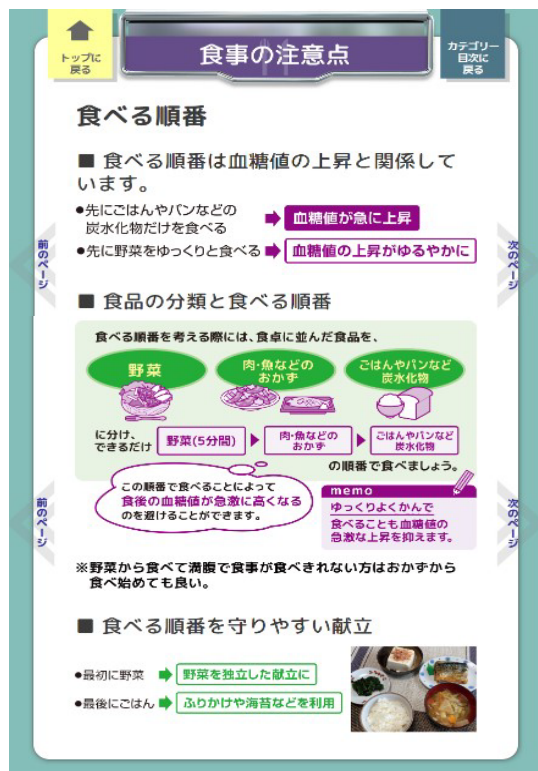 トップに
戻る
食事の注意点
カテゴリー
目次に
戻る
食べる順番
■ 食べる順番は血糖値の上昇と関係して
います。
●先にごはんやパンなどの
炭水化物だけを食べる
血糖値が急に上昇
●先に野菜をゆっくりと食べる
血糖値の上昇がゆるやかに
前のページ
次のページ
■ 食品の分類と食べる順番
食べる順番を考える際には、食卓に並んだ食品を、
野菜
肉・魚などの
おかず
ごはんやパンなど
炭水化物
に分け、
できるだけ
野菜(5分間)
肉・魚などの
おかず
ごはんやパンなど
炭水化物
の順番で食べましょう。
この順番で食べることによって
食後の血糖値が急激に高くなる
のを避けることができます。
memo
ゆっくりよくかんで
食べることも血糖値の
急激な上昇を抑えます。
前のページ
次のページ
※野菜から食べて満腹で食事が食べきれない方はおかずから
食べ始めても良い。
■ 食べる順番を守りやすい献立
●最初に野菜
野菜を独立した献立に
●最後にごはん
ふりかけや海苔などを利用